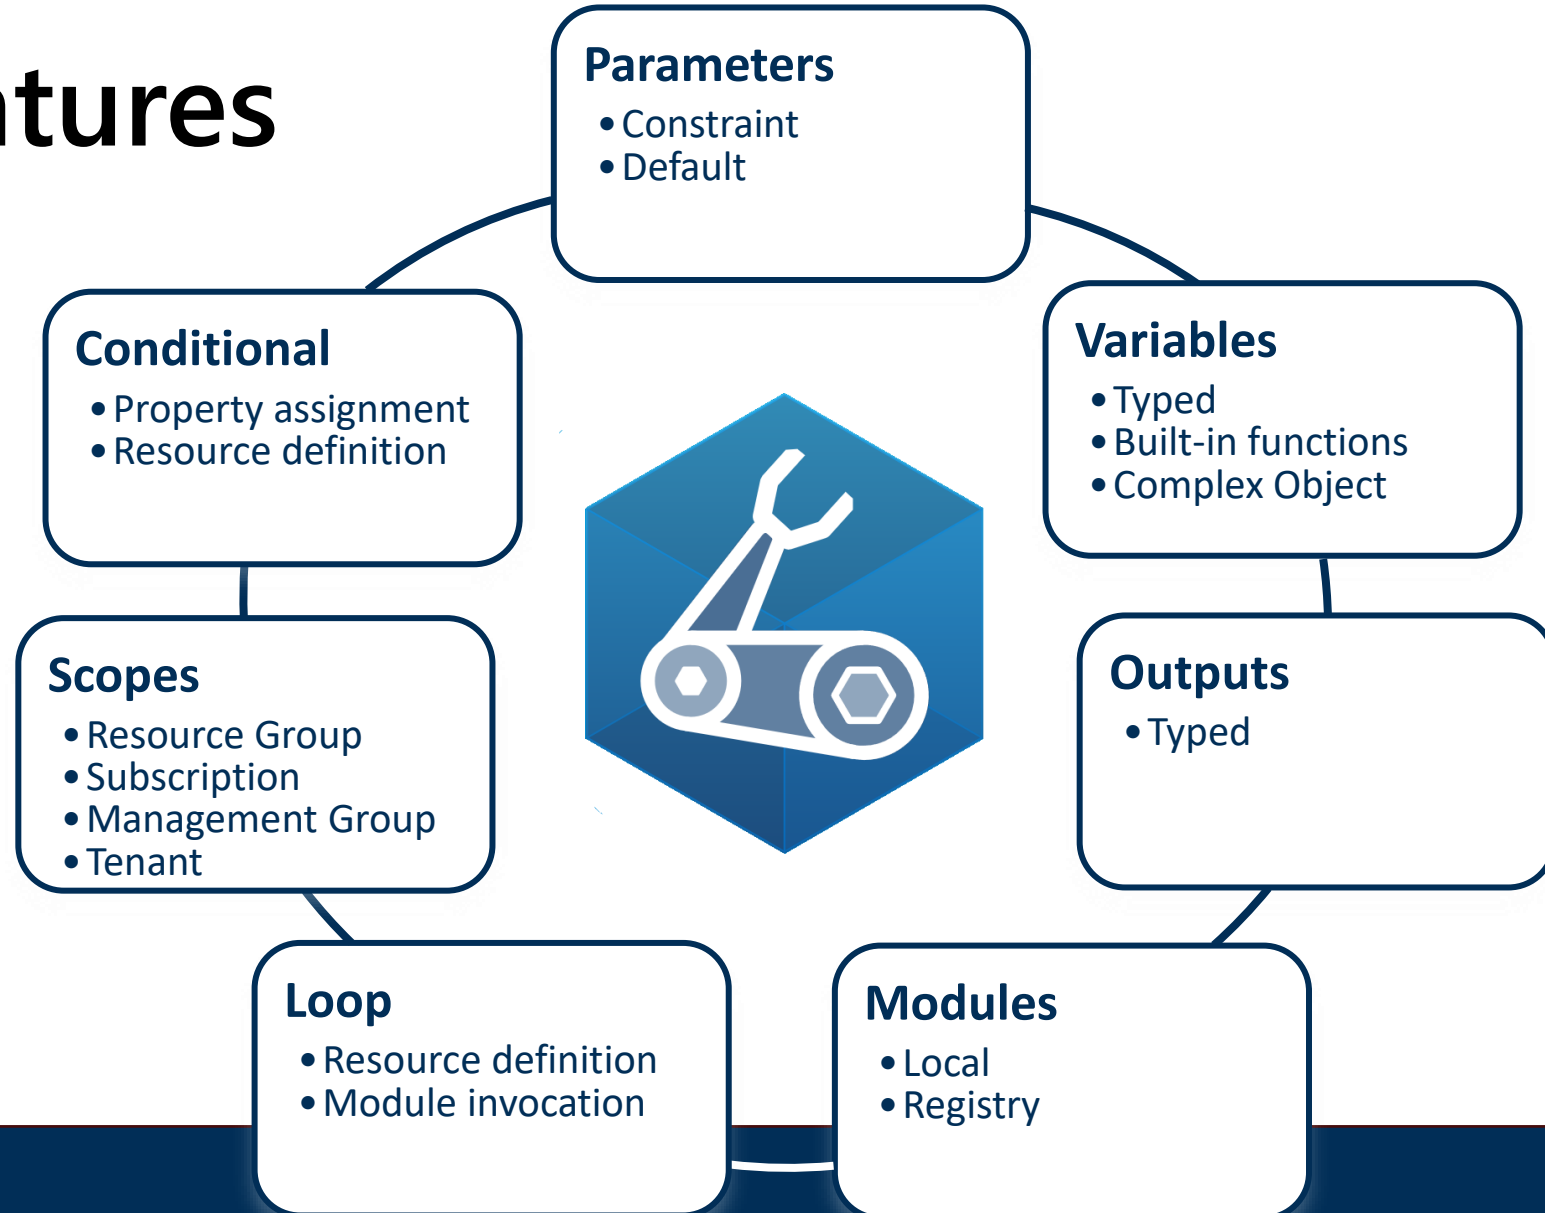 atures
Parameters
•Constraint
•Default
Variables
•Typed
•Built-in functions
•Complex Object
Outputs
•Typed
Modules
•Local
•Registry
Loop
•Resource definition
•Module invocation
Scopes
•Resource Group
•Subscription
•Management Group
•Tenant
Conditional
•Property assignment
•Resource definition